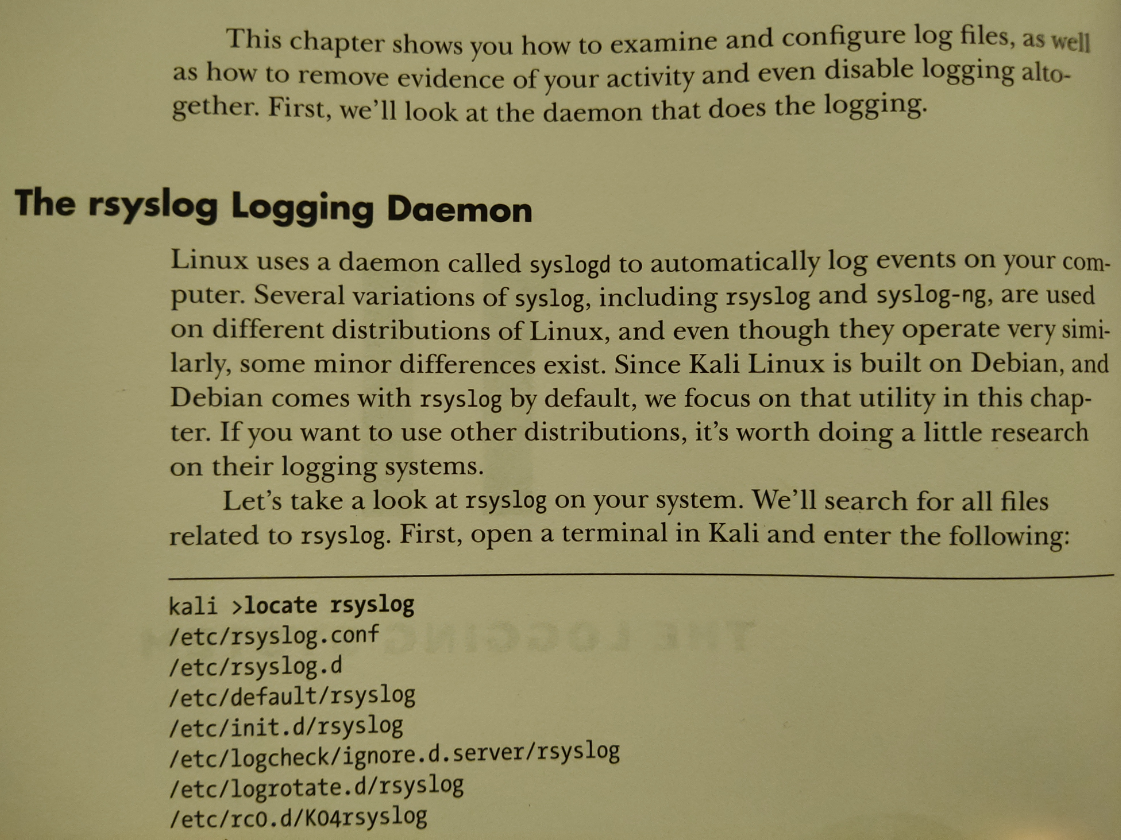 This chapter shows you how to examine and configure log files, as well
as how to remove evidence of your activity and even disable logging alto-
gether. First, we'll look at the daemon that does the logging.
The rsyslog Logging Daemon
Linux uses a daemon called syslogd to automatically log events on your com-
puter. Several variations of syslog, including rsyslog and syslog-ng, are used
on different distributions of Linux, and even though they operate very simi-
larly, some minor differences exist. Since Kali Linux is built on Debian, and
Debian comes with rsyslog by default, we focus on that utility in this chap-
ter. If you want to use other distributions, it's worth doing a little research
on their logging systems.
Let's take a look at rsyslog on your system. We'll search for all files
related to rsyslog. First, open a terminal in Kali and enter the following:
kali >locate rsyslog
/etc/rsyslog.conf
/etc/rsyslog.d
/etc/default/rsyslog
/etc/init.d/rsyslog
/etc/logcheck/ignore.d.server/rsyslog
/etc/logrotate.d/rsyslog
/etc/rc0.d/K04rsyslog